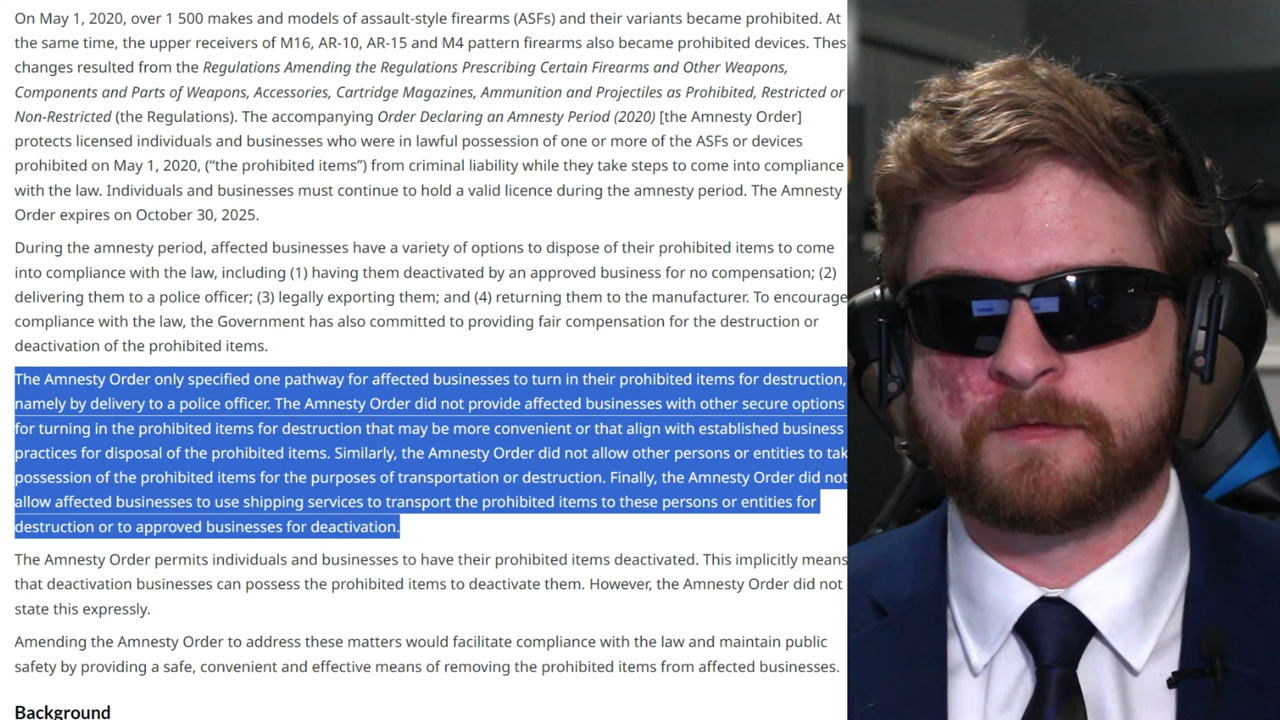 On May 1, 2020, over 1 500 makes and models of assault-style firearms (ASFs) and their variants became prohibited. At
the same time, the upper receivers of M16, AR-10, AR-15 and M4 pattern firearms also became prohibited devices. Thes
changes resulted from the Regulations Amending the Regulations Prescribing Certain Firearms and Other Weapons,
Components and Parts of Weapons, Accessories, Cartridge Magazines, Ammunition and Projectiles as Prohibited, Restricted or
Non-Restricted (the Regulations). The accompanying Order Declaring an Amnesty Period (2020) [the Amnesty Order]
protects licensed individuals and businesses who were in lawful possession of one or more of the ASFs or devices
prohibited on May 1, 2020, (“the prohibited items”) from criminal liability while they take steps to come into compliance
with the law. Individuals and businesses must continue to hold a valid licence during the amnesty period. The Amnesty
Order expires on October 30, 2025.
During the amnesty period, affected businesses have a variety of options to dispose of their prohibited items to come
into compliance with the law, including (1) having them deactivated by an approved business for no compensation; (2)
delivering them to a police officer; (3) legally exporting them; and (4) returning them to the manufacturer. To encourage
compliance with the law, the Government has also committed to providing fair compensation for the destruction or
deactivation of the prohibited items.
The Amnesty Order only specified one pathway for affected businesses to turn in their prohibited items for destruction,
namely by delivery to a police officer. The Amnesty Order did not provide affected businesses with other secure options
for turning in the prohibited items for destruction that may be more convenient or that align with established business
practices for disposal of the prohibited items. Similarly, the Amnesty Order did not allow other persons or entities to tak
possession of the prohibited items for the purposes of transportation or destruction. Finally, the Amnesty Order did not
allow affected businesses to use shipping services to transport the prohibited items to these persons or entities for
destruction or to approved businesses for deactivation.
The Amnesty Order permits individuals and businesses to have their prohibited items deactivated. This implicitly means
that deactivation businesses can possess the prohibited items to deactivate them. However, the Amnesty Order did not
state this expressly.
Amending the Amnesty Order to address these matters would facilitate compliance with the law and maintain public
safety by providing a safe, convenient and effective means of removing the prohibited items from affected businesses.
Background